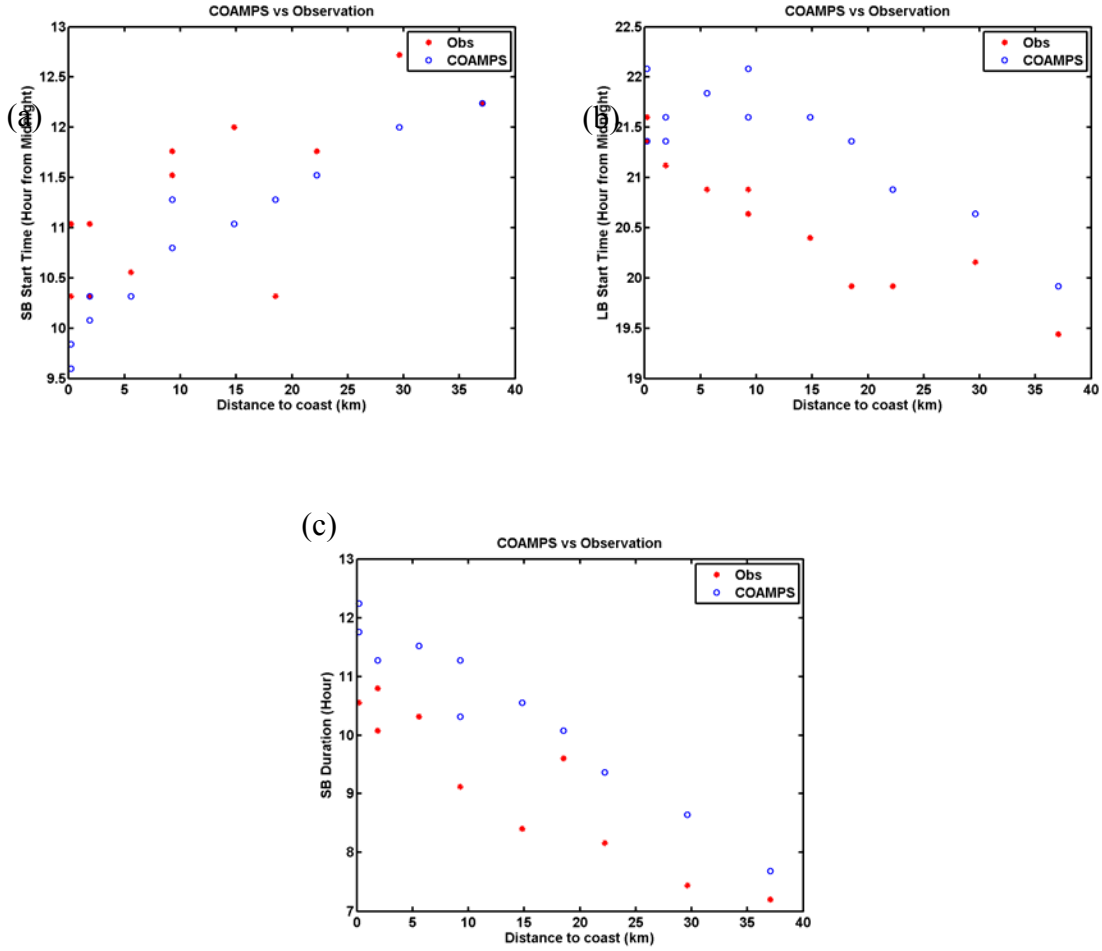 COAMPS vs Observation
(a)
SB Start Time (Hour from Midnight)
13
12.5
12
11.5
11
10.5
10
9.5
Obs
COAMPS
0 5 10 15 20 25 30 35 40
Distance to coast (km)
COAMPS vs Observation
(b)
LB Start Time (Hour from Midnight)
22.5
22
21.5
21
20.5
20
19.5
19
Obs
COAMPS
0 5 10 15 20 25 30 35 40
Distance to coast (km)
(c)
COAMPS vs Observation
SB Duration (Hour)
13
12
11
10
9
8
7
Obs
COAMPS
0 5 10 15 20 25 30 35 40
Distance to coast (km)